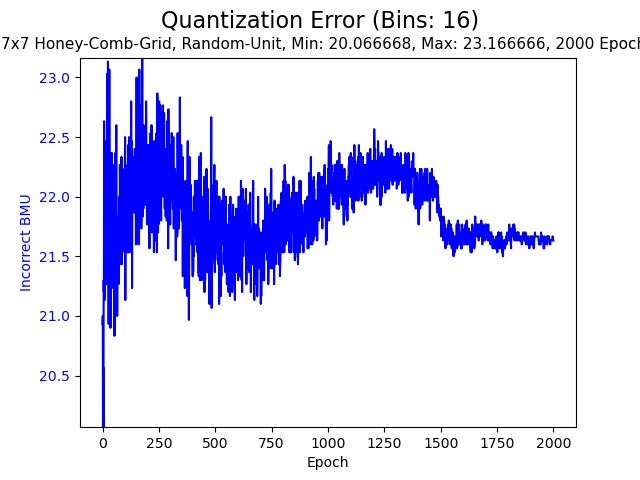 Quantization Error (Bins: 16)
7x7 Honey-Comb-Grid, Random-Unit, Min: 20.066668, Max: 23.166666, 2000 Epoch
23.0
22.5
22.0
21.5
21.0
20.5
Incorrect BMU
0 250 500 750 1000 1250 1500 1750 2000
Epoch